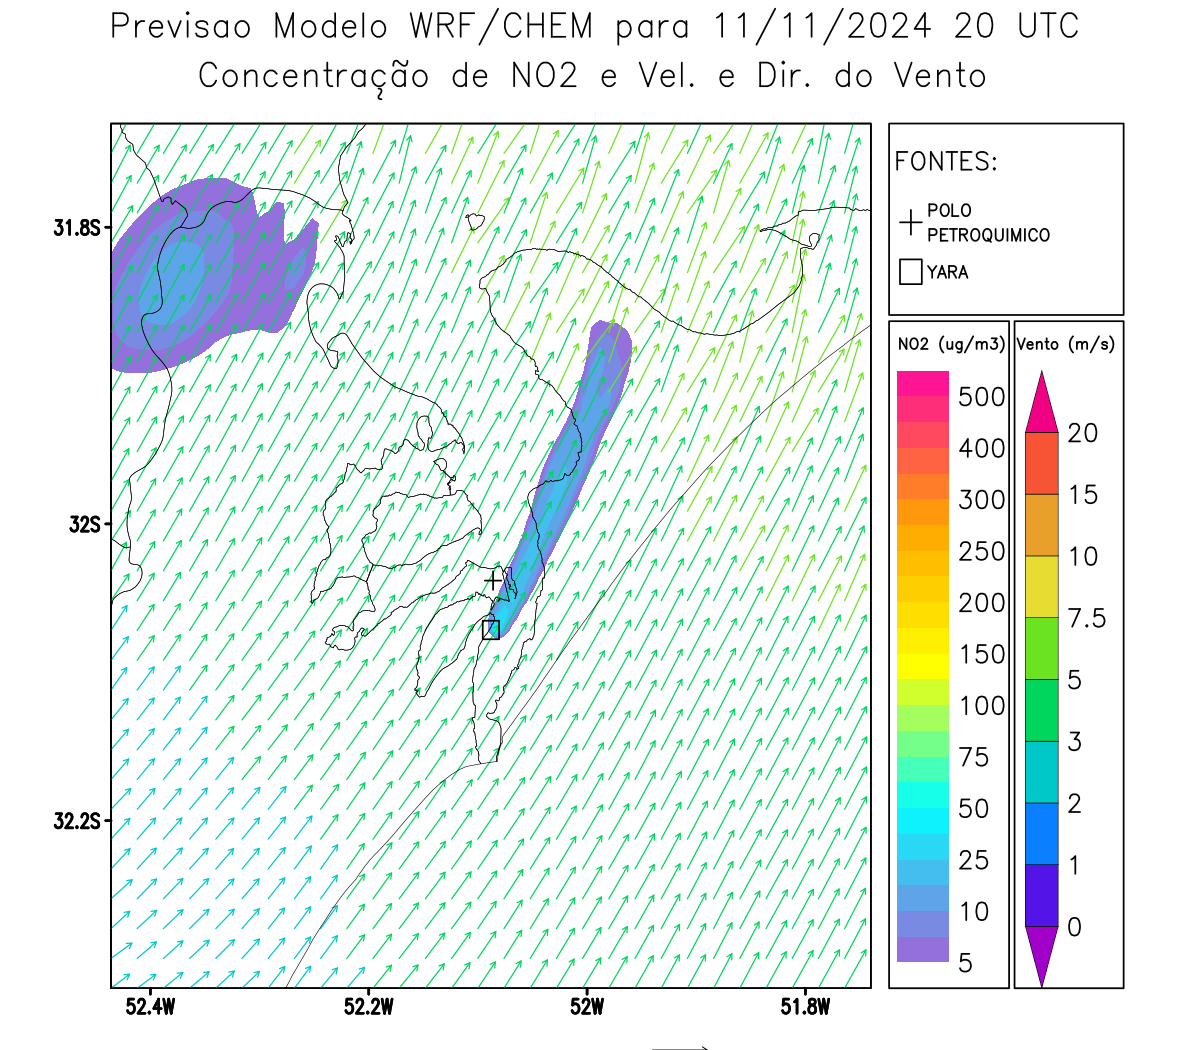 Previsao Modelo WRF/CHEM para 11/11/2024 20 UTC
Concentração de NO2 e Vel. e Dir. do Vento
FONTES:
POLO
PETROQUIMICO
YARA
NO2 (ug/m3)
500
400
300
250
200
150
100
75
50
25
10
5
Vento (m/s)
20
15
10
7.5
5
3
2
1
0
31.8S
32S
32.2S
52.4W
52.2W
52W
51.8W